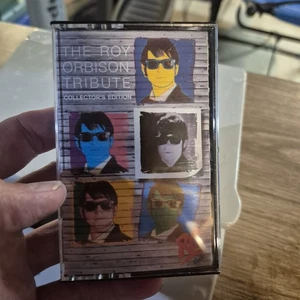 THE ROY
ORBISON
TRIBUTE
COLLECTOR'S EDITION